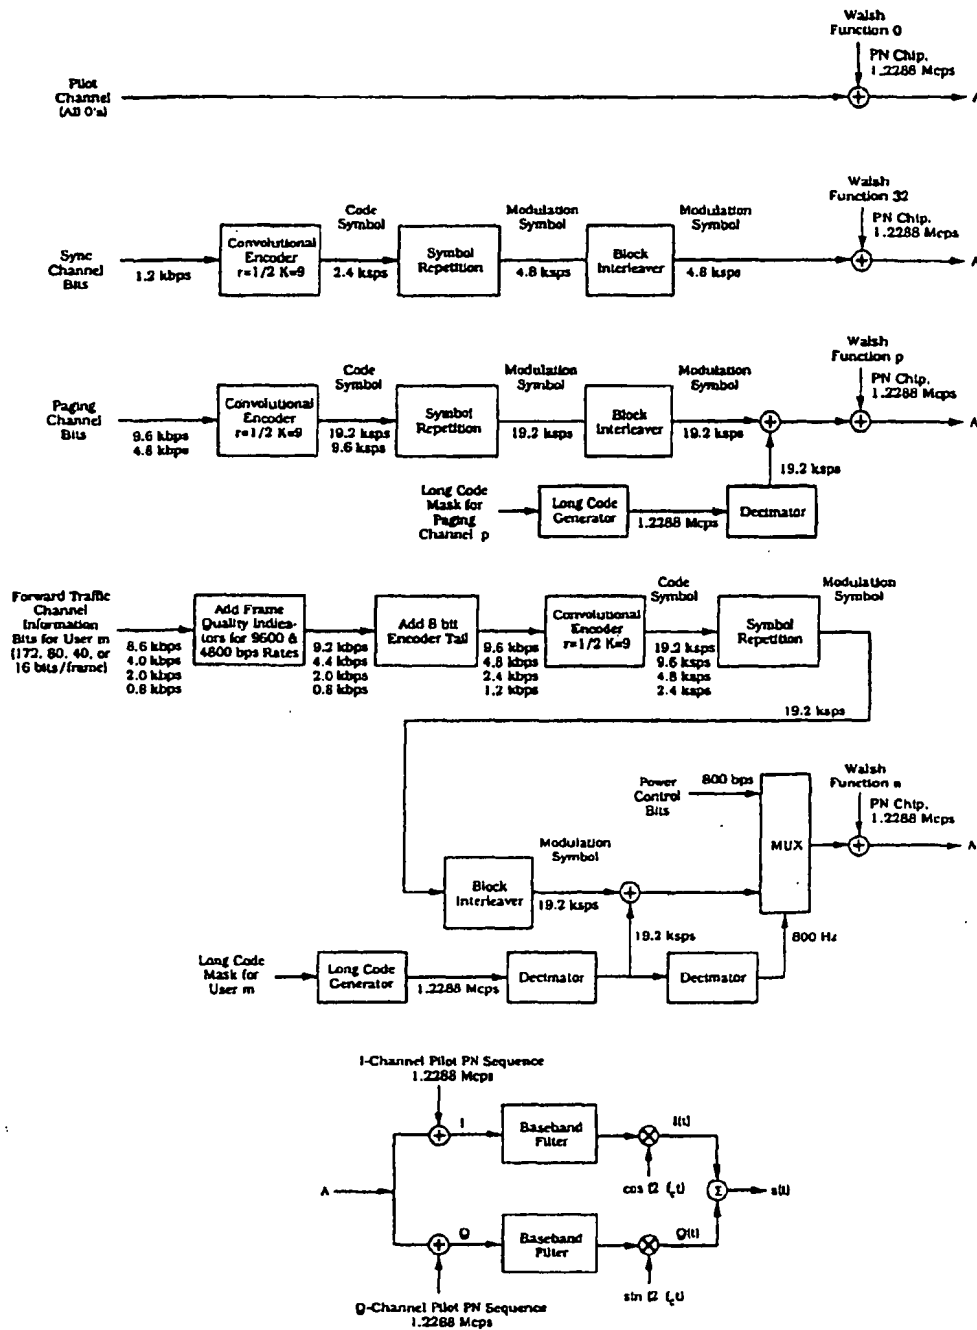 Walsh
Function 0
PN Chip,
1.2288 Mcps
Pilot
Channel
(All 0's)
A
Walsh
Function 32
PN Chip,
1.2288 Mcps
Code
Symbol
Modulation
Symbol
Modulation
Symbol
Sync
Channel
Bits
1.2 kbps
Convolutional
Encoder
r=1/2 K=9
2.4 ksps
Symbol
Repetition
4.8 ksps
Block
Interleaver
4.8 ksps
A
Walsh
Function p
PN Chip,
1.2288 Mcps
Code
Symbol
Modulation
Symbol
Modulation
Symbol
Paging
Channel
Bits
9.6 kbps
4.8 kbps
Convolutional
Encoder
r=1/2 K=9
19.2 ksps
9.6 ksps
Symbol
Repetition
19.2 ksps
Block
Interleaver
19.2 ksps
A
19.2 ksps
Long Code
Mask for
Paging
Channel p
Long Code
Generator
1.2288 Mcps
Decimator
Forward Traffic
Channel
Information
Bits for User m
(172, 80, 40, or
16 bits/frame)
8.6 kbps
4.0 kbps
2.0 kbps
0.8 kbps
Add Frame
Quality Indica-
tors for 9600 &
4800 bps Rates
9.2 kbps
4.4 kbps
2.0 kbps
0.8 kbps
Add 8 bit
Encoder Tail
9.6 kbps
4.8 kbps
2.4 kbps
1.2 kbps
Convolutional
Encoder
r=1/2 K=9
Code
Symbol
19.2 ksps
9.6 ksps
4.8 ksps
2.4 ksps
Symbol
Repetition
Modulation
Symbol
19.2 ksps
Power
Control
Bits
800 bps
MUX
Walsh
Function n
PN Chip,
1.2288 Mcps
A
Block
Interleaver
Modulation
Symbol
19.2 ksps
19.2 ksps
800 Hz
Long Code
Mask for
User m
Long Code
Generator
1.2288 Mcps
Decimator
Decimator
I-Channel Pilot PN Sequence
1.2288 Mcps
I
Baseband
Filter
I(t)
cos (2 f_c t)
A
Σ
s(t)
Q
Baseband
Filter
Q(t)
sin (2 f_c t)
Q-Channel Pilot PN Sequence
1.2288 Mcps